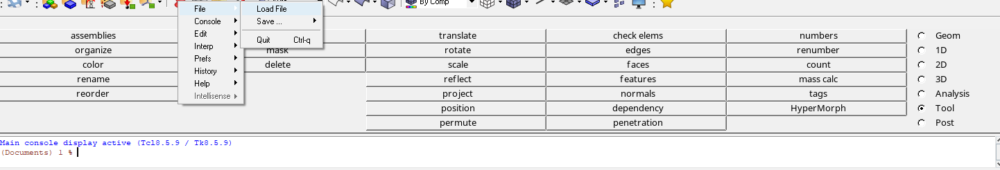 By Comp
File
Load File
Console
Save ...
Edit
Quit Ctrl-q
Interp
Prefs
History
Help
Intellisense
assemblies translate check elems numbers Geom
organize mask rotate edges renumber 1D
color delete scale faces count 2D
rename reflect features mass calc 3D
reorder project normals tags Analysis
position dependency HyperMorph Tool
permute penetration Post
Main console display active (Tcl8.5.9 / Tk8.5.9)
(Documents) 1 %